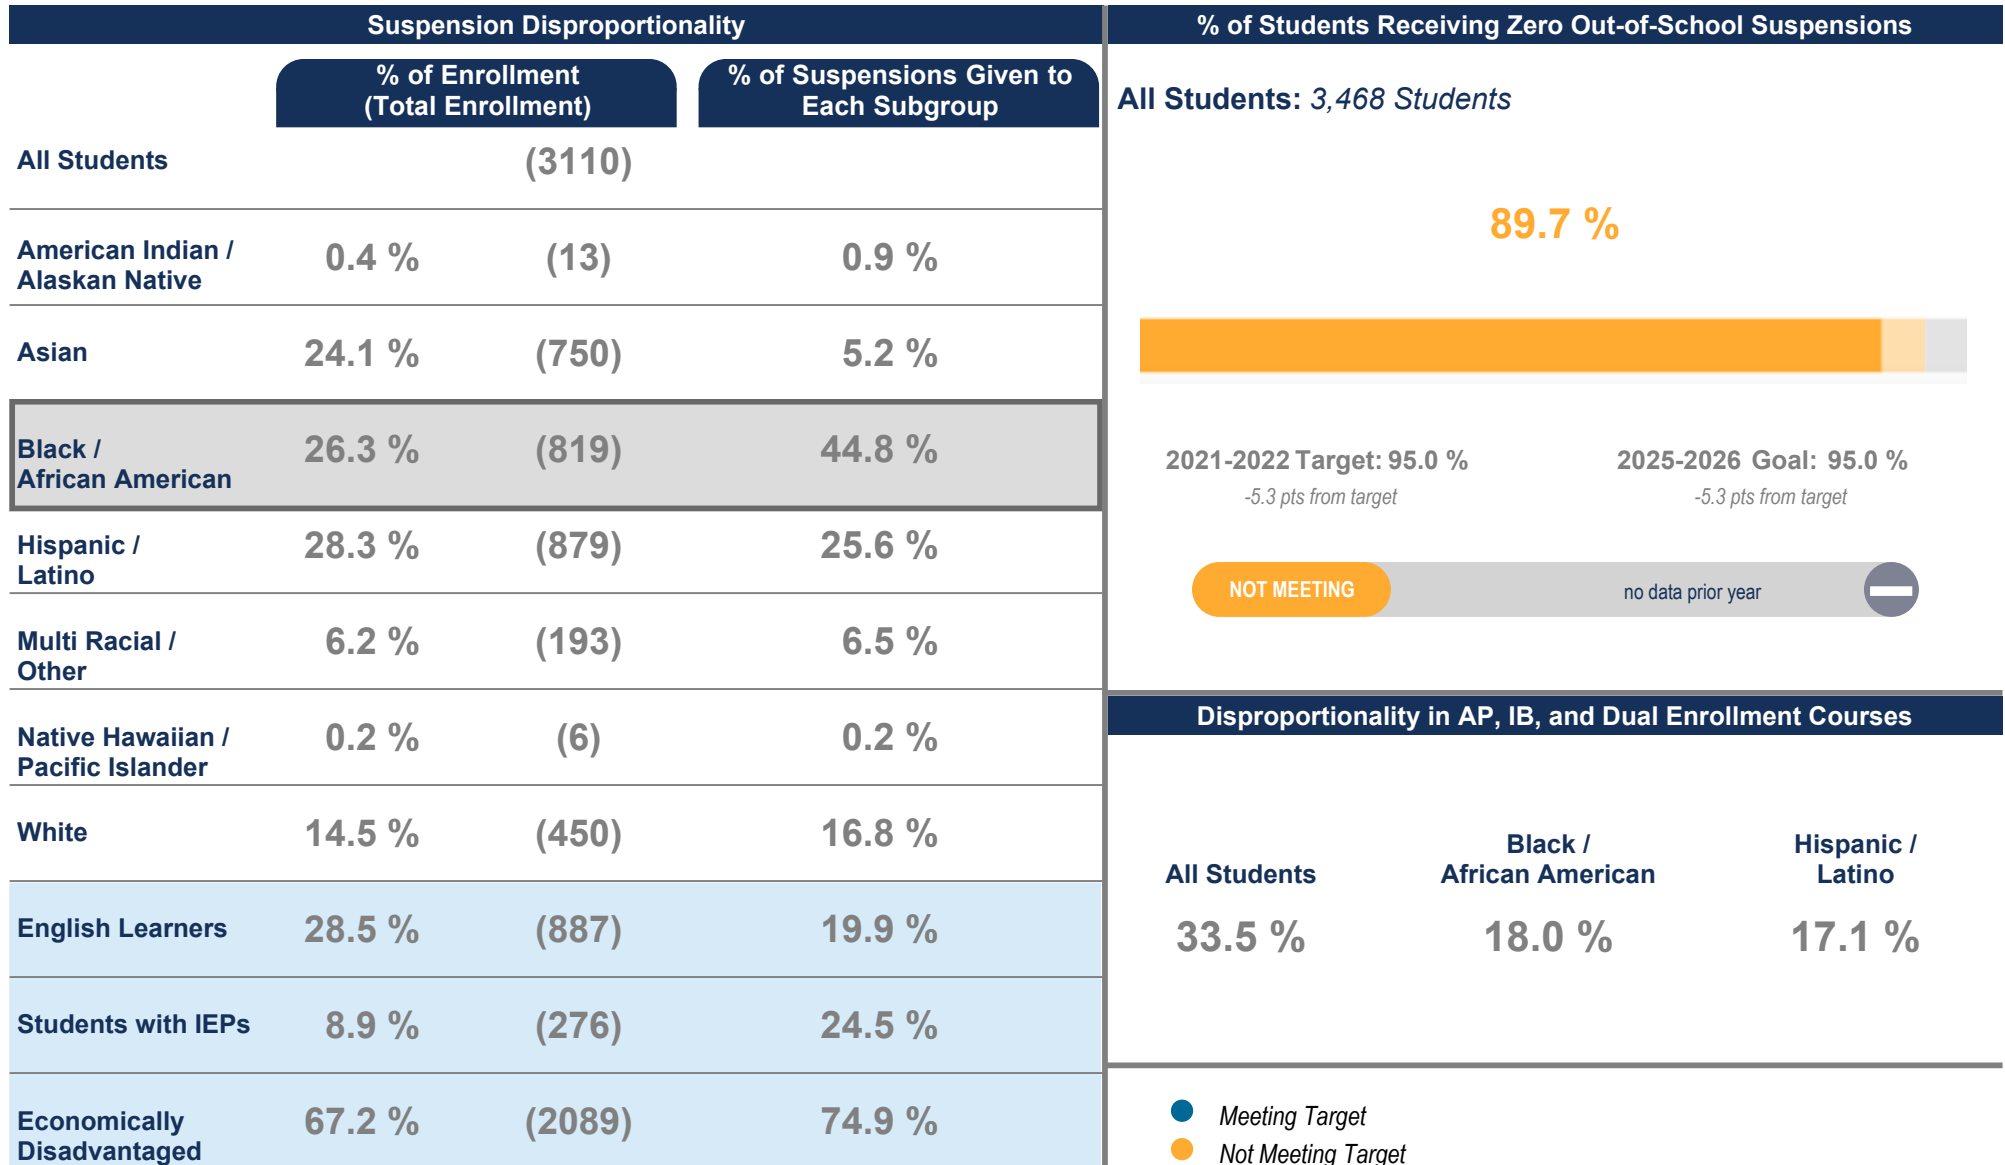 Suspension Disproportionality
% of Enrollment
(Total Enrollment)
% of Suspensions Given to
Each Subgroup
All Students
(3110)
American Indian /
Alaskan Native
0.4 % (13) 0.9 %
Asian 24.1 % (750) 5.2 %
Black /
African American
26.3 % (819) 44.8 %
Hispanic /
Latino
28.3 % (879) 25.6 %
Multi Racial /
Other
6.2 % (193) 6.5 %
Native Hawaiian /
Pacific Islander
0.2 % (6) 0.2 %
White 14.5 % (450) 16.8 %
English Learners 28.5 % (887) 19.9 %
Students with IEPs 8.9 % (276) 24.5 %
Economically
Disadvantaged
67.2 % (2089) 74.9 %
% of Students Receiving Zero Out-of-School Suspensions
All Students: 3,468 Students
89.7 %
2021-2022 Target: 95.0 %
-5.3 pts from target
2025-2026 Goal: 95.0 %
-5.3 pts from target
NOT MEETING
no data prior year
Disproportionality in AP, IB, and Dual Enrollment Courses
All Students
33.5 %
Black /
African American
18.0 %
Hispanic /
Latino
17.1 %
Meeting Target
Not Meeting Target